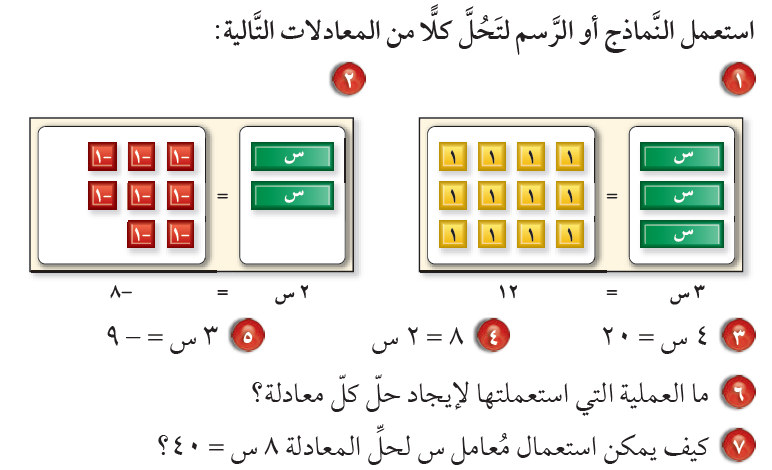 استعمل النَّماذج أو الرَّسم لتَحُلَّ كلًّا من المعادلات التَّالية:
١ ٢
س ١ ١ ١ ١
س = ١ ١ ١ ١
س ١ ١ ١ ١
٣ س = ١٢
س –١ –١ –١
س = –١ –١ –١
–١ –١
٢ س = –٨
٣ ٤ س = ٢٠ ٤ ٨ = ٢ س ٥ ٣ س = – ٩
٦ ما العملية التي استعملتها لإيجاد حلّ كلّ معادلة؟
٧ كيف يمكن استعمال مُعامل س لحلِّ المعادلة ٨ س = ٤٠؟